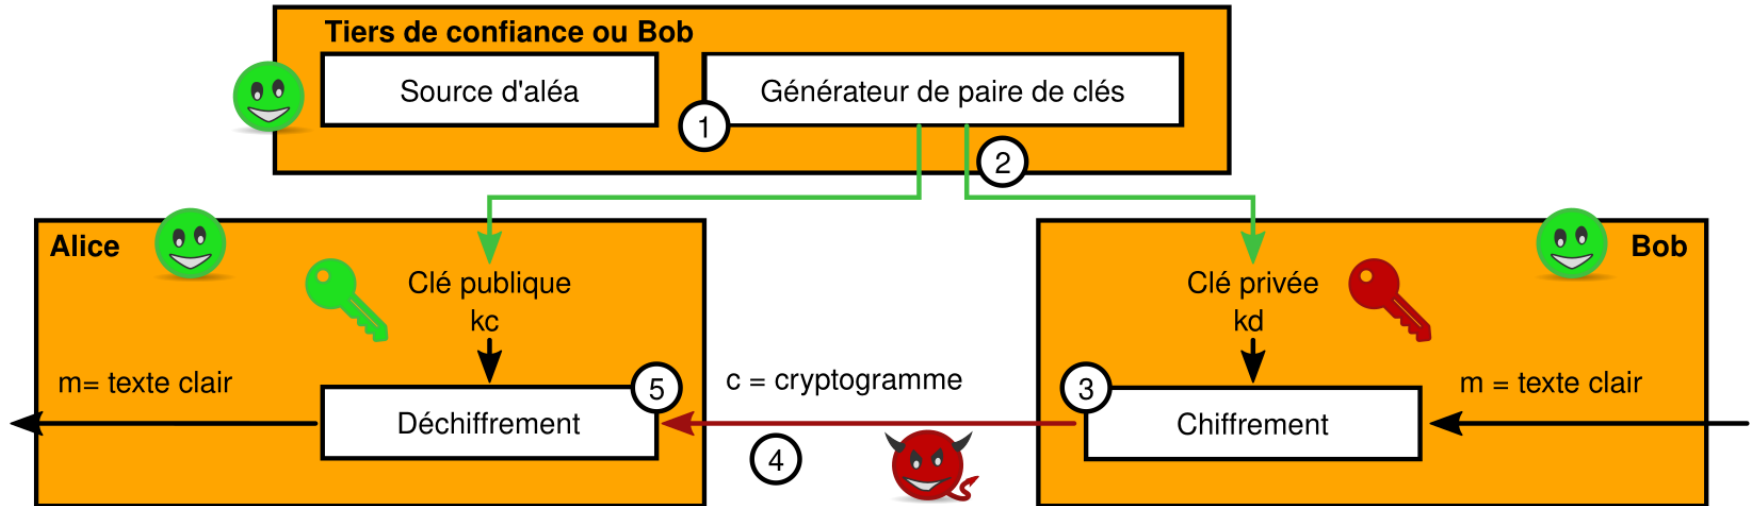 Tiers de confiance ou Bob
Source d'aléa
Générateur de paire de clés
1
2
Alice
Bob
Clé publique
kc
Clé privée
kd
m= texte clair
5
c = cryptogramme
3
m = texte clair
Déchiffrement
Chiffrement
4